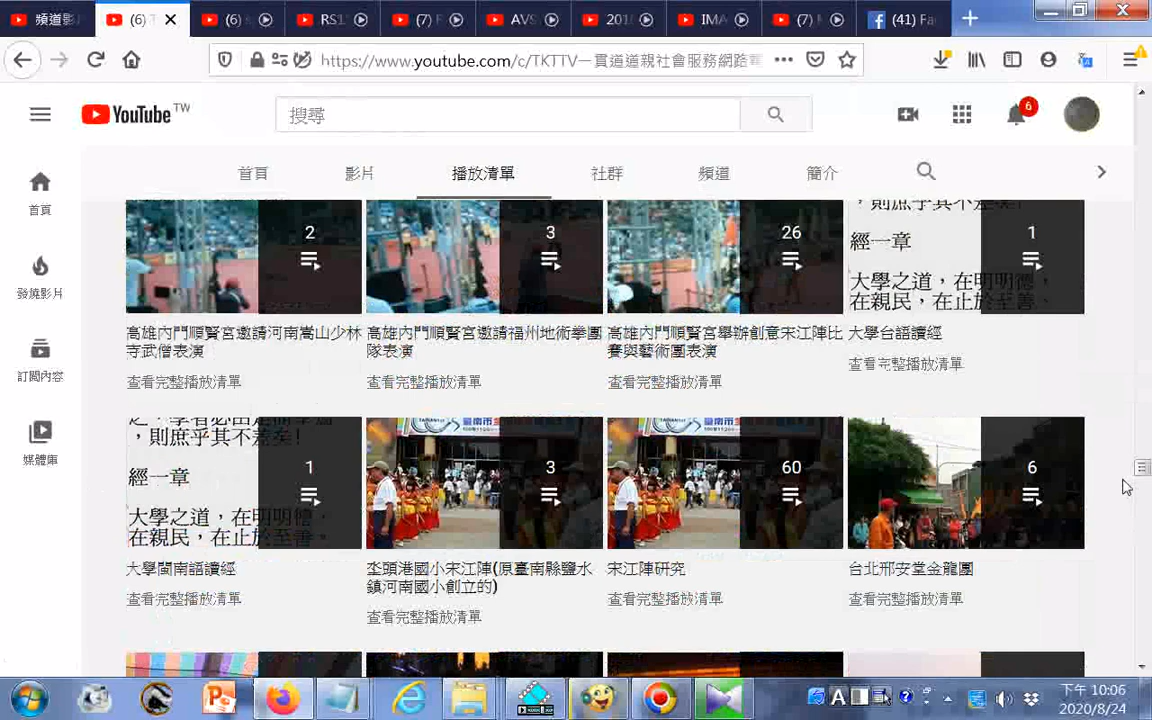 頻道影
(6) T
(6)
RS1
(7) F
AVS
201
IMA
(7)
(41) Fa
https://www.youtube.com/c/TKTTV一貫道道親社會服務網路電
YouTube TW
搜尋
6
首頁 影片 播放清單 社群 頻道 簡介
首頁
發燒影片
訂閱內容
媒體庫
2
3
26
，則庶乎其不差矣!
經一章
大學之道，在明明德，
在親民，在止於至善、
1
高雄內門順賢宮邀請河南嵩山少林
寺武僧表演
查看完整播放清單
高雄內門順賢宮邀請福州地術拳團
隊表演
查看完整播放清單
高雄內門順賢宮舉辦創意宋江陣比
賽與藝術團表演
查看完整播放清單
大學台語讀經
查看完整播放清單
，則庶乎其不差矣!
經一章
大學之道，在明明德，
在親民，在止於至善、
1
3
60
6
大學閩南語讀經
查看完整播放清單
坔頭港國小宋江陣(原臺南縣鹽水
鎮河南國小創立的)
查看完整播放清單
宋江陣研究
查看完整播放清單
台北邢安堂金龍團
查看完整播放清單
下午 10:06
2020/8/24